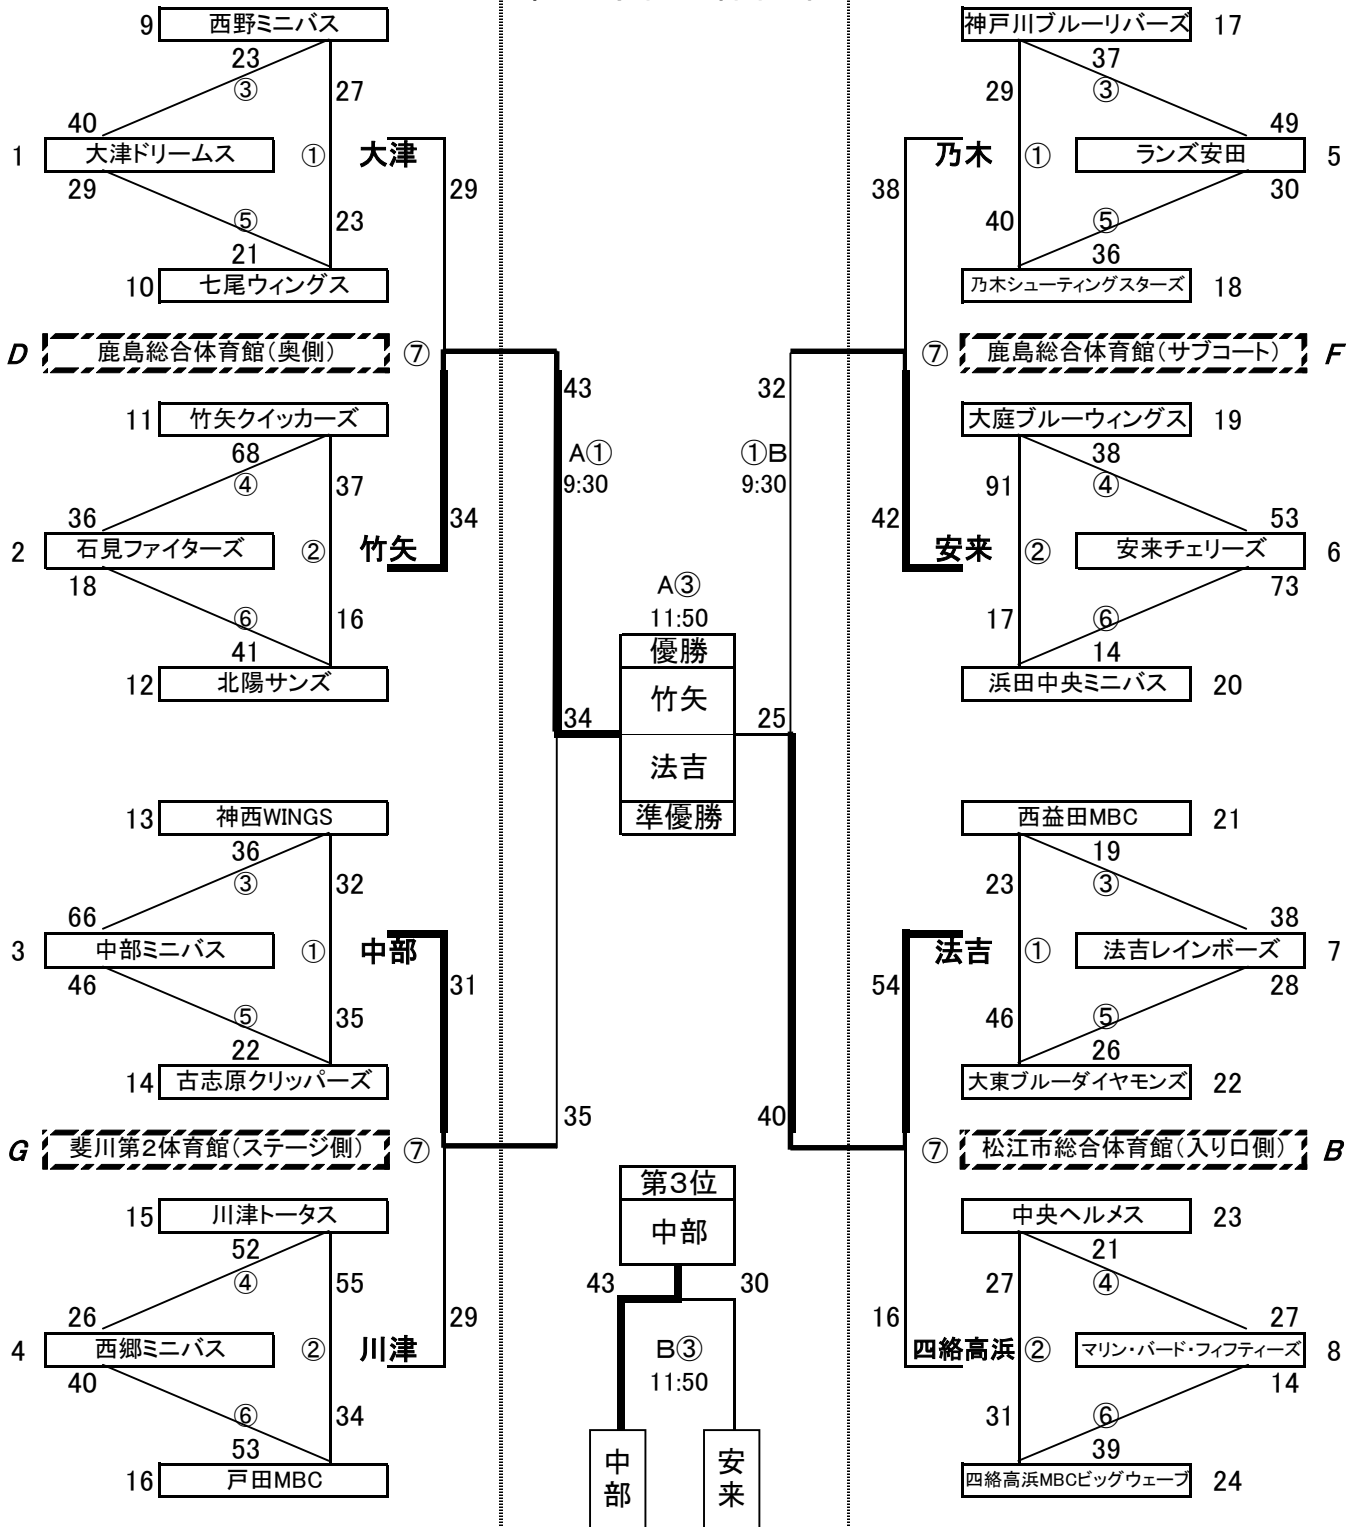 9 西野ミニバス
23
③
27
40
1 大津ドリームス ① 大津
29
29
⑤
23
21
10 七尾ウィングス
D 鹿島総合体育館(奥側) ⑦
11 竹矢クイッカーズ
68
④
37
36
2 石見ファイターズ ② 竹矢
34
18
⑥
16
41
12 北陽サンズ
13 神西WINGS
36
③
32
66
3 中部ミニバス ① 中部
31
46
⑤
35
22
14 古志原クリッパーズ
G 斐川第2体育館(ステージ側) ⑦
15 川津トータス
52
④
55
26
4 西郷ミニバス ② 川津
29
40
⑥
34
53
16 戸田MBC
43
A①
9:30
34
35
32
①B
9:30
25
40
A③
11:50
優勝
竹矢
法吉
準優勝
第3位
中部
43 30
B③
11:50
中部 安来
神戸川ブルーリバーズ 17
37
29
③
49
乃木 ① ランズ安田 5
38
30
40
⑤
36
乃木シューティングスターズ 18
⑦ 鹿島総合体育館(サブコート) F
大庭ブルーウィングス 19
38
91
④
53
42
安来 ② 安来チェリーズ 6
73
17
⑥
14
浜田中央ミニバス 20
西益田MBC 21
19
23
③
38
法吉 ① 法吉レインボーズ 7
54
28
46
⑤
26
大東ブルーダイヤモンズ 22
⑦ 松江市総合体育館(入り口側) B
中央ヘルメス 23
21
27
④
27
16
四絡高浜 ② マリン・バード・フィフティーズ 8
14
31
⑥
39
四絡高浜MBCビッグウェーブ 24